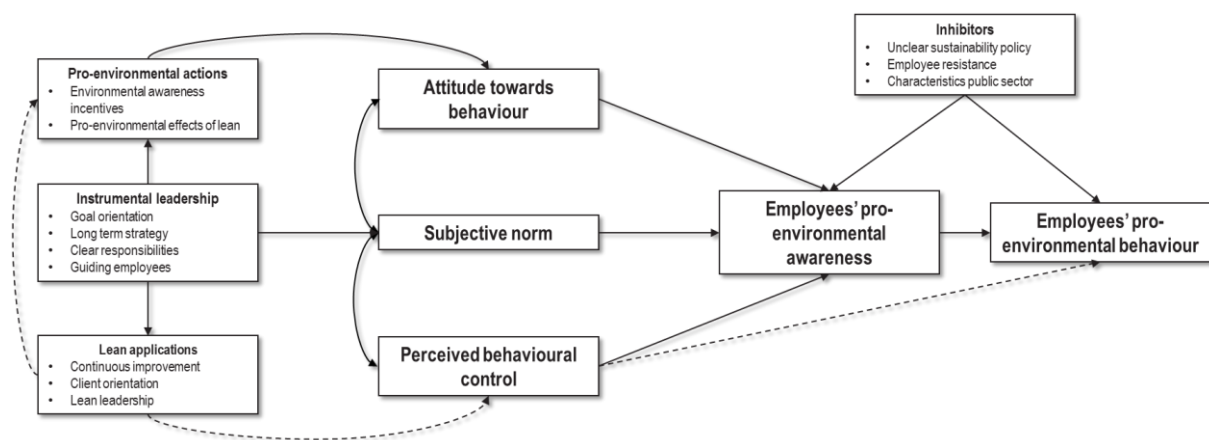 Pro-environmental actions
• Environmental awareness
incentives
• Pro-environmental effects of lean
Instrumental leadership
• Goal orientation
• Long term strategy
• Clear responsibilities
• Guiding employees
Lean applications
• Continuous improvement
• Client orientation
• Lean leadership
Attitude towards
behaviour
Subjective norm
Perceived behavioural
control
Inhibitors
• Unclear sustainability policy
• Employee resistance
• Characteristics public sector
Employees’ pro-
environmental
awareness
Employees’ pro-
environmental behaviour